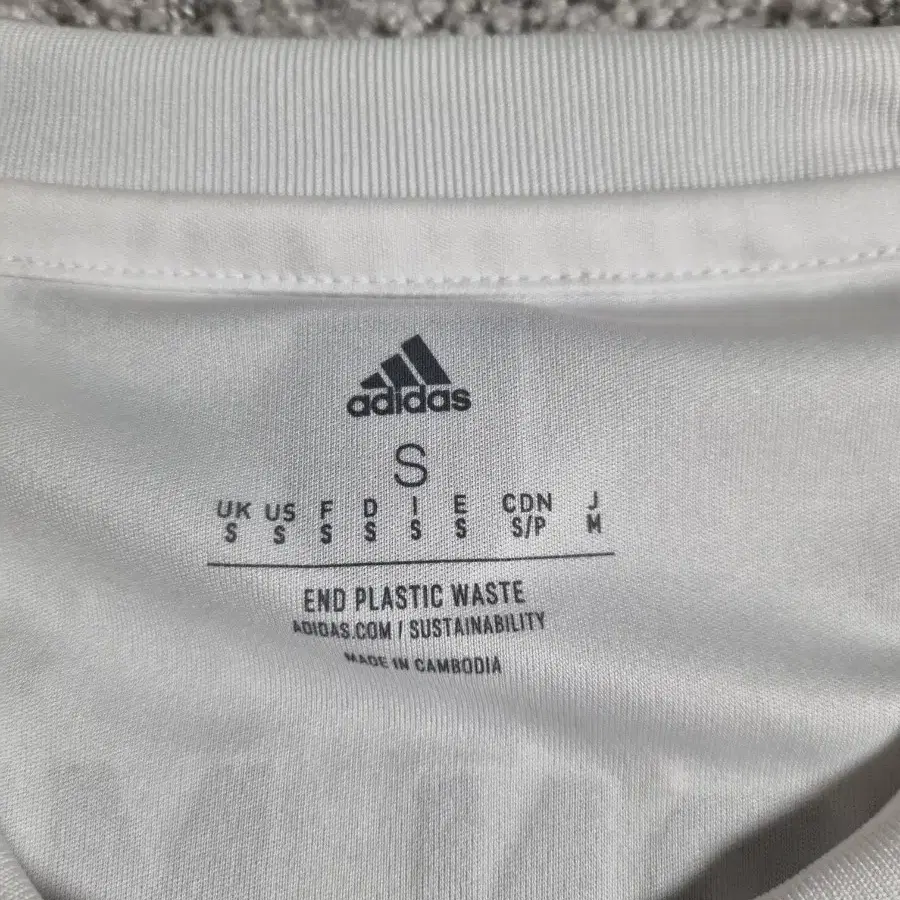 adidas
S
UK US F D I E CDN J
S S S S S S S/P M
END PLASTIC WASTE
ADIDAS.COM / SUSTAINABILITY
MADE IN CAMBODIA